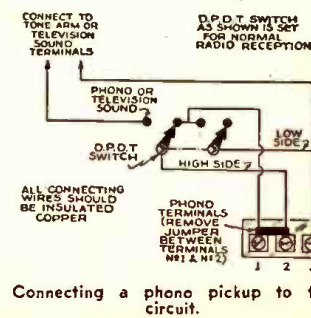 CONNECT TO
TONE ARM OR
TELEVISION
SOUND
TERMINALS
D.P.D.T SWITCH
AS SHOWN IS SET
FOR NORMAL
RADIO RECEPTION
PHONO OR
TELEVISION
SOUND
D.P.D.T
SWITCH
LOW
SIDE
HIGH SIDE
ALL CONNECTING
WIRES SHOULD
BE INSULATED
COPPER
PHONO
TERMINALS
(REMOVE
JUMPER
BETWEEN
TERMINALS
Nº1 & Nº2)
1 2
Connecting a phono pickup to
circuit.